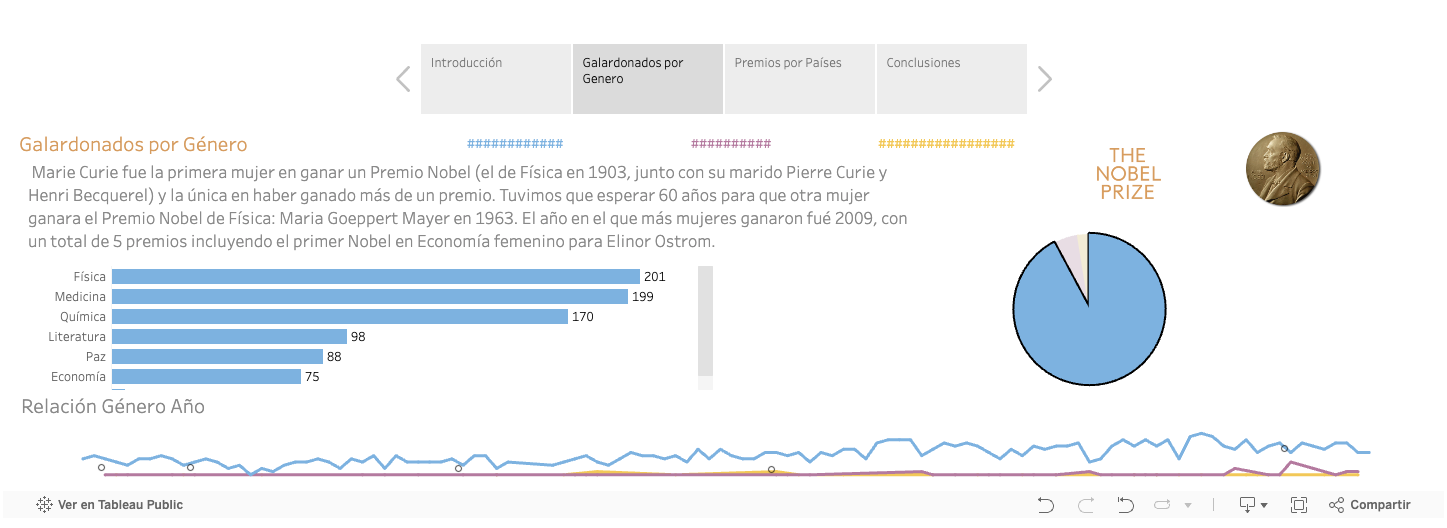 Introducción
Galardonados por
Genero
Premios por Países
Conclusiones
Galardonados por Género
############
##########
################
THE
NOBEL
PRIZE
Marie Curie fue la primera mujer en ganar un Premio Nobel (el de Física en 1903, junto con su marido Pierre Curie y
Henri Becquerel) y la única en haber ganado más de un premio. Tuvimos que esperar 60 años para que otra mujer
ganara el Premio Nobel de Física: Maria Goeppert Mayer en 1963. El año en el que más mujeres ganaron fué 2009, con
un total de 5 premios incluyendo el primer Nobel en Economía femenino para Elinor Ostrom.
Física 201
Medicina 199
Química 170
Literatura 98
Paz 88
Economía 75
Relación Género Año
Ver en Tableau Public
Compartir